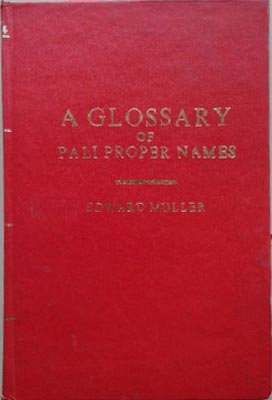 A GLOSSARY
OF
PALI PROPER NAMES
EDWARD MULLER